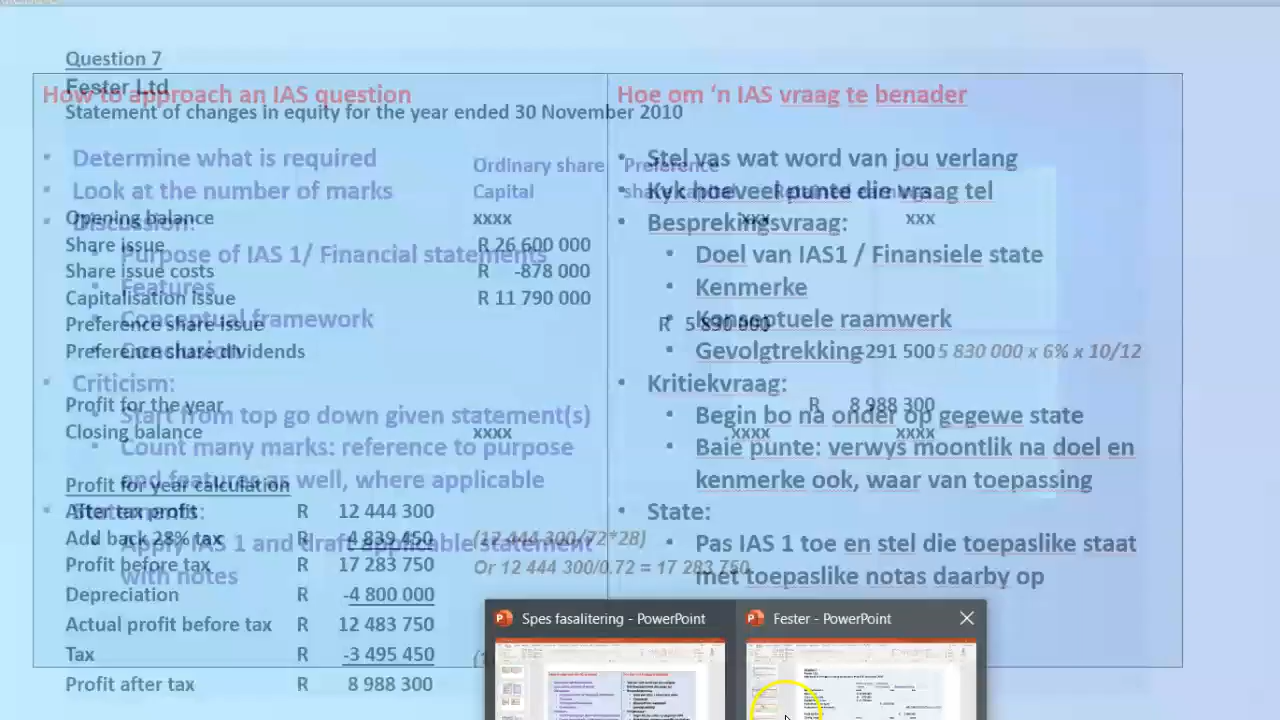 Question 7
Fester Ltd
Statement of changes in equity for the year ended 30 November 2010
Ordinary share Preference
Capital share capital Retained earnings
Opening balance xxxx xxx xxx
Share issue R 26 600 000
Share issue costs R -878 000
Capitalisation issue R 11 790 000
Preference share issue R 5 830 000
Preference share dividends -291 500 5 830 000 x 6% x 10/12
Profit for the year R 8 988 300
Closing balance xxxx xxxx xxxx
Profit for year calculation
After tax profit R 12 444 300
Add back 28% tax R 4 839 450 (12 444 300/72*28)
Profit before tax R 17 283 750 Or 12 444 300/0.72 = 17 283 750
Depreciation R -4 800 000
Actual profit before tax R 12 483 750
Tax R -3 495 450
Profit after tax R 8 988 300
How to approach an IAS question
• Determine what is required
• Look at the number of marks
• Discussion:
• Purpose of IAS 1/ Financial statements
• Features
• Conceptual framework
• Conclusion
• Criticism:
• Start from top go down given statement(s)
• Count many marks: reference to purpose
and features as well, where applicable
• Statements:
• Apply IAS 1 and draft applicable statement
with notes
Hoe om ‘n IAS vraag te benader
• Stel vas wat word van jou verlang
• Kyk hoeveel punte die vraag tel
• Besprekingsvraag:
• Doel van IAS1 / Finansiele state
• Kenmerke
• Konseptuele raamwerk
• Gevolgtrekking
• Kritiekvraag:
• Begin bo na onder op gegewe state
• Baie punte: verwys moontlik na doel en
kenmerke ook, waar van toepassing
• State:
• Pas IAS 1 toe en stel die toepaslike staat
met toepaslike notas daarby op
Spes fasalitering - PowerPoint
Fester - PowerPoint